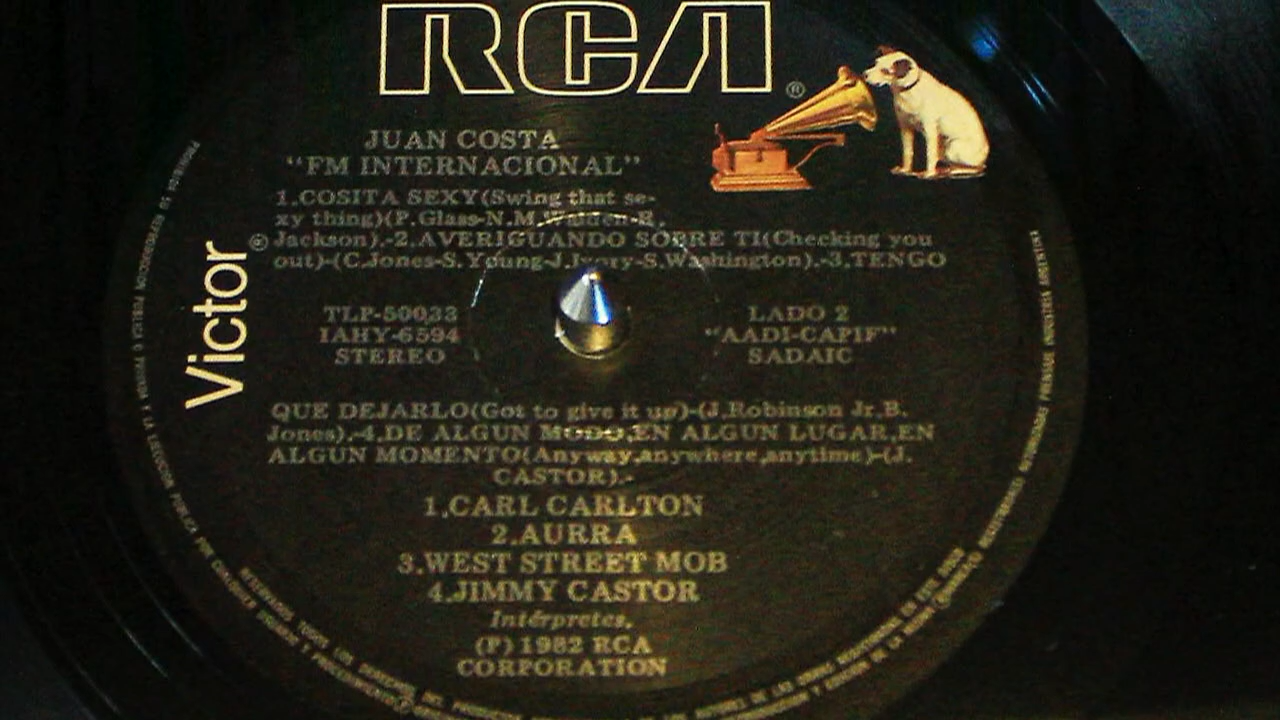 RCA ®
JUAN COSTA
"FM INTERNACIONAL"
1.COSITA SEXY(Swing that se-
xy thing)(P.Glass-N.M.Walden-R.
Jackson).-2.AVERIGUANDO SOBRE TI(Checking you
out)-(C.Jones-S.Young-J.Ivory-S.Washington).-3.TENGO
Victor ®
TLP-50033
IAHY-6594
STEREO
LADO 2
"AADI-CAPIF"
SADAIC
QUE DEJARLO(Got to give it up)-(J.Robinson Jr.B.
Jones).-4.DE ALGUN MODO,EN ALGUN LUGAR,EN
ALGUN MOMENTO(Anyway,anywhere,anytime)-(J.
CASTOR).-
1.CARL CARLTON
2.AURRA
3.WEST STREET MOB
4.JIMMY CASTOR
Intérpretes.
(P) 1982 RCA
CORPORATION
INDUSTRIA ARGENTINA